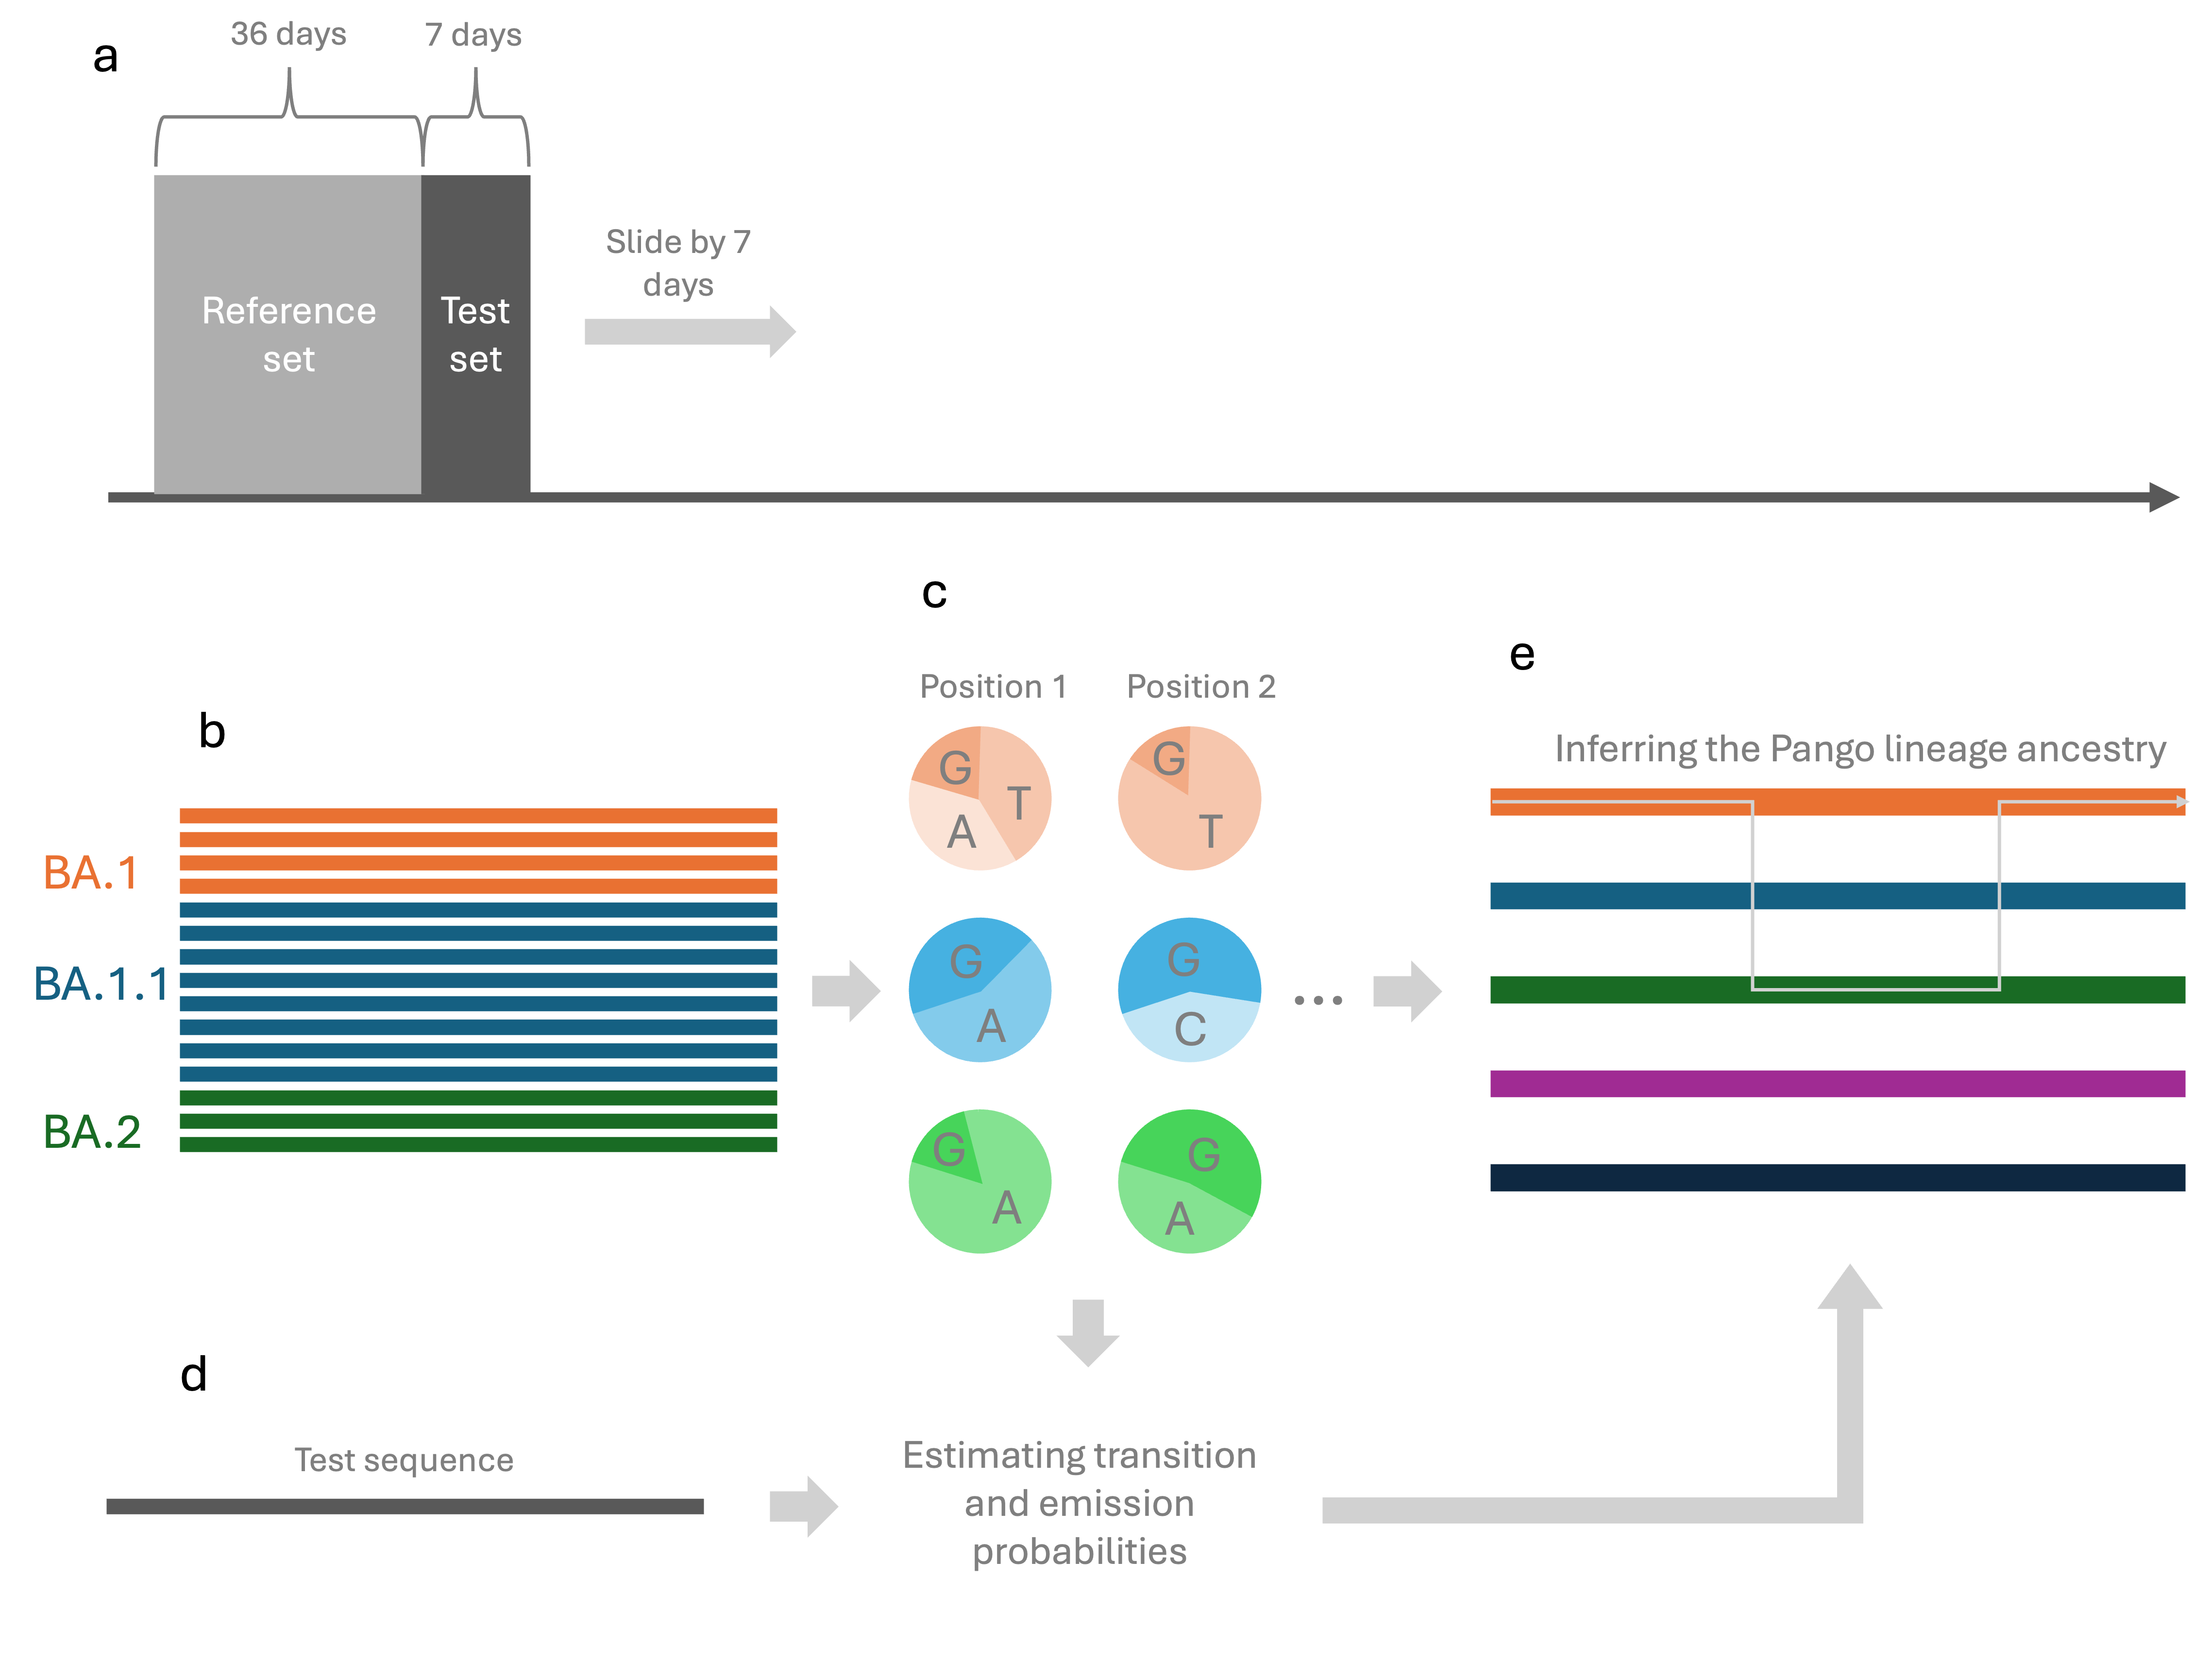 a
36 days
7 days
Reference
set
Test
set
Slide by 7
days
b
BA.1
BA.1.1
BA.2
c
Position 1
Position 2
G
T
A
G
T
G
A
G
C
G
A
G
A
...
d
Test sequence
Estimating transition
and emission
probabilities
e
Inferring the Pango lineage ancestry